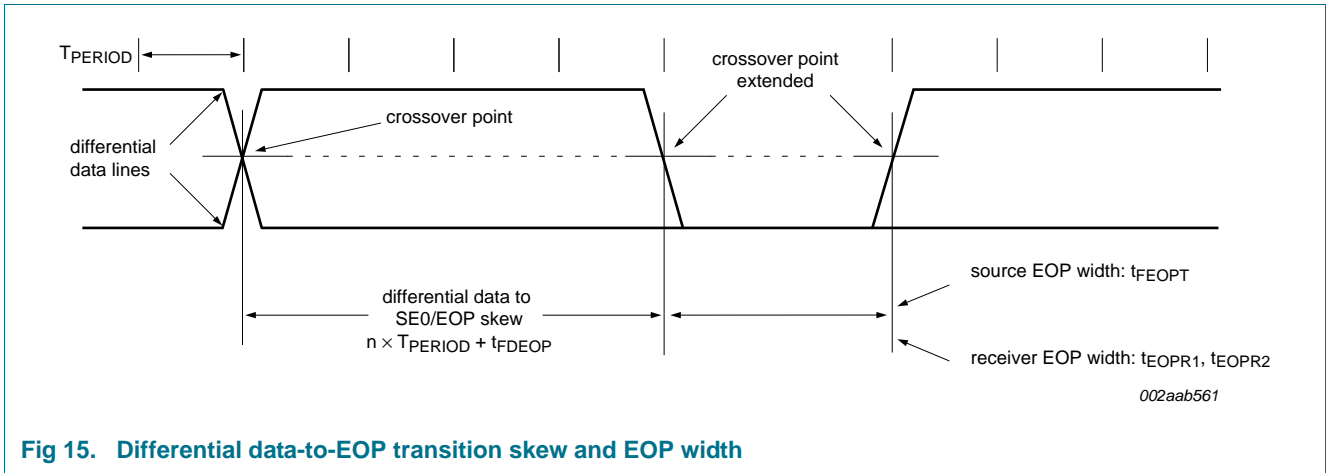 TPERIOD
crossover point
extended
crossover point
differential
data lines
source EOP width: tFEOPT
differential data to
SE0/EOP skew
n × TPERIOD + tFDEOP
receiver EOP width: tEOPR1, tEOPR2
002aab561
Fig 15. Differential data-to-EOP transition skew and EOP width